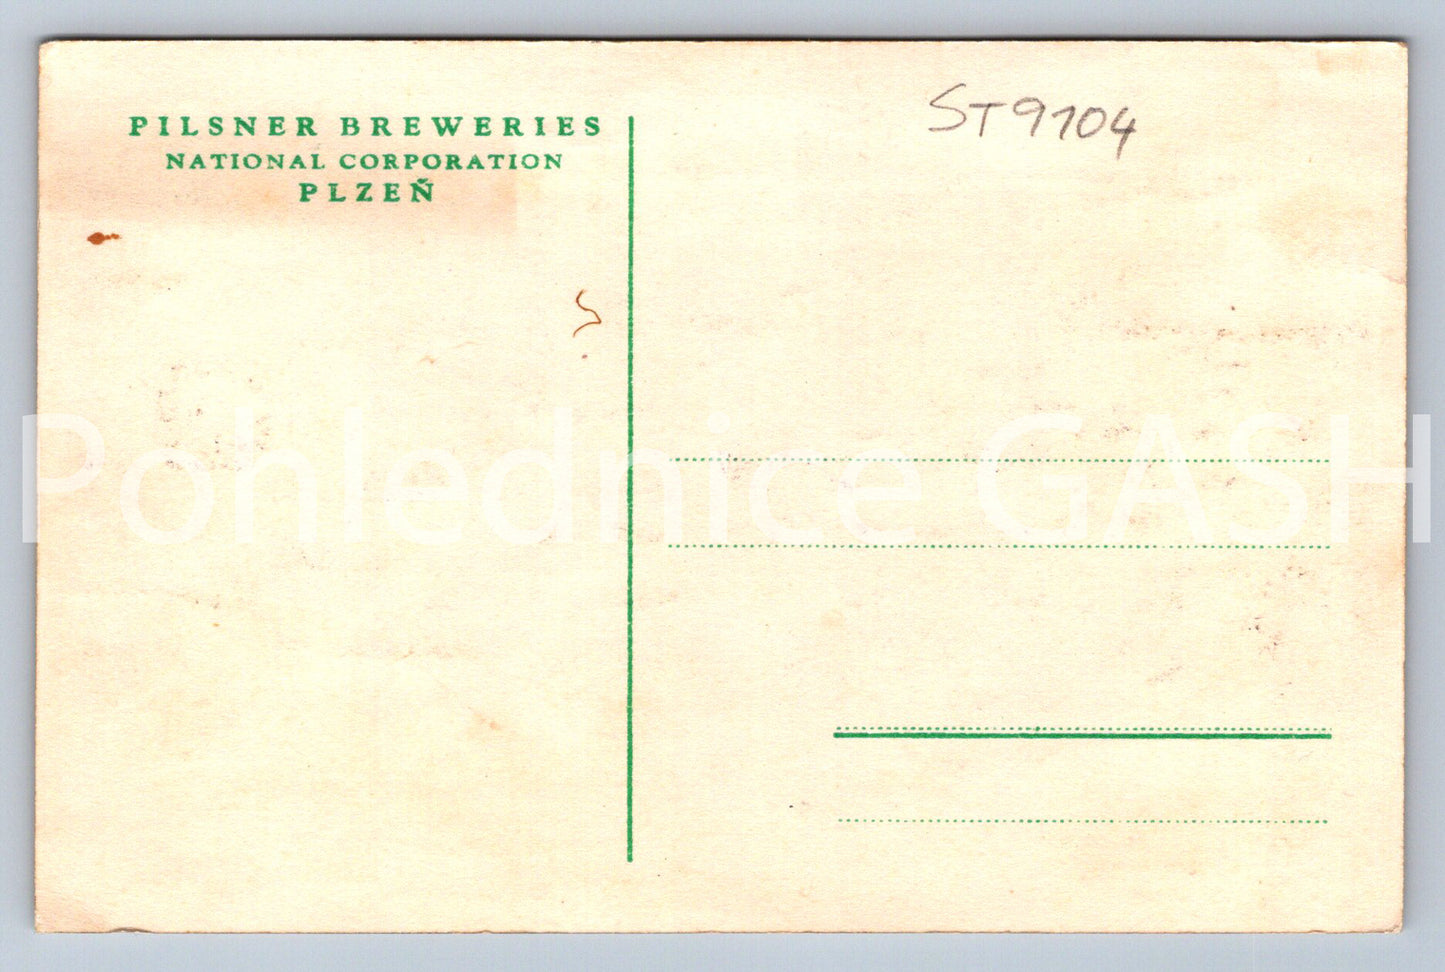 PILSNER BREWERIES
NATIONAL CORPORATION
PLZEŇ
ST9104
Pohlednice GASH